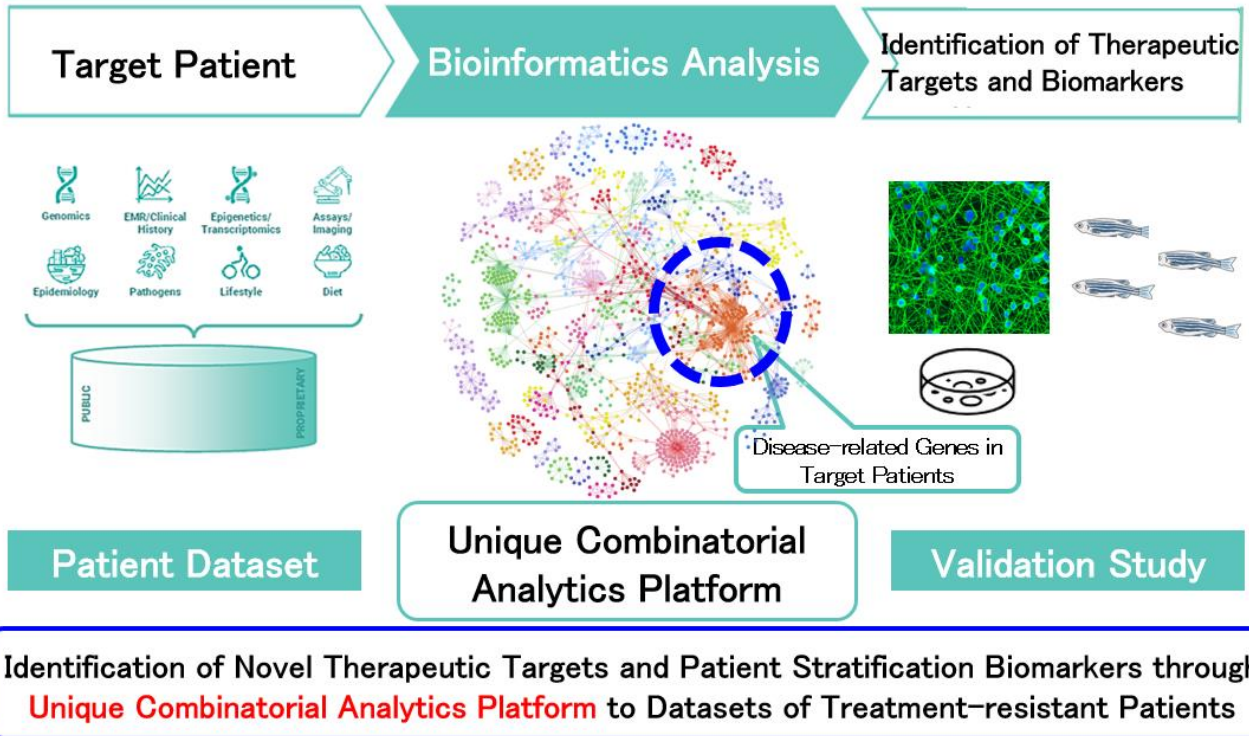 Target Patient
Bioinformatics Analysis
Identification of Therapeutic
Targets and Biomarkers
Genomics
EMR/Clinical
History
Epigenetics/
Transcriptomics
Assays/
Imaging
Epidemiology
Pathogens
Lifestyle
Diet
PUBLIC
PROPRIETARY
Disease-related Genes in
Target Patients
Patient Dataset
Unique Combinatorial
Analytics Platform
Validation Study
Identification of Novel Therapeutic Targets and Patient Stratification Biomarkers through
Unique Combinatorial Analytics Platform to Datasets of Treatment-resistant Patients